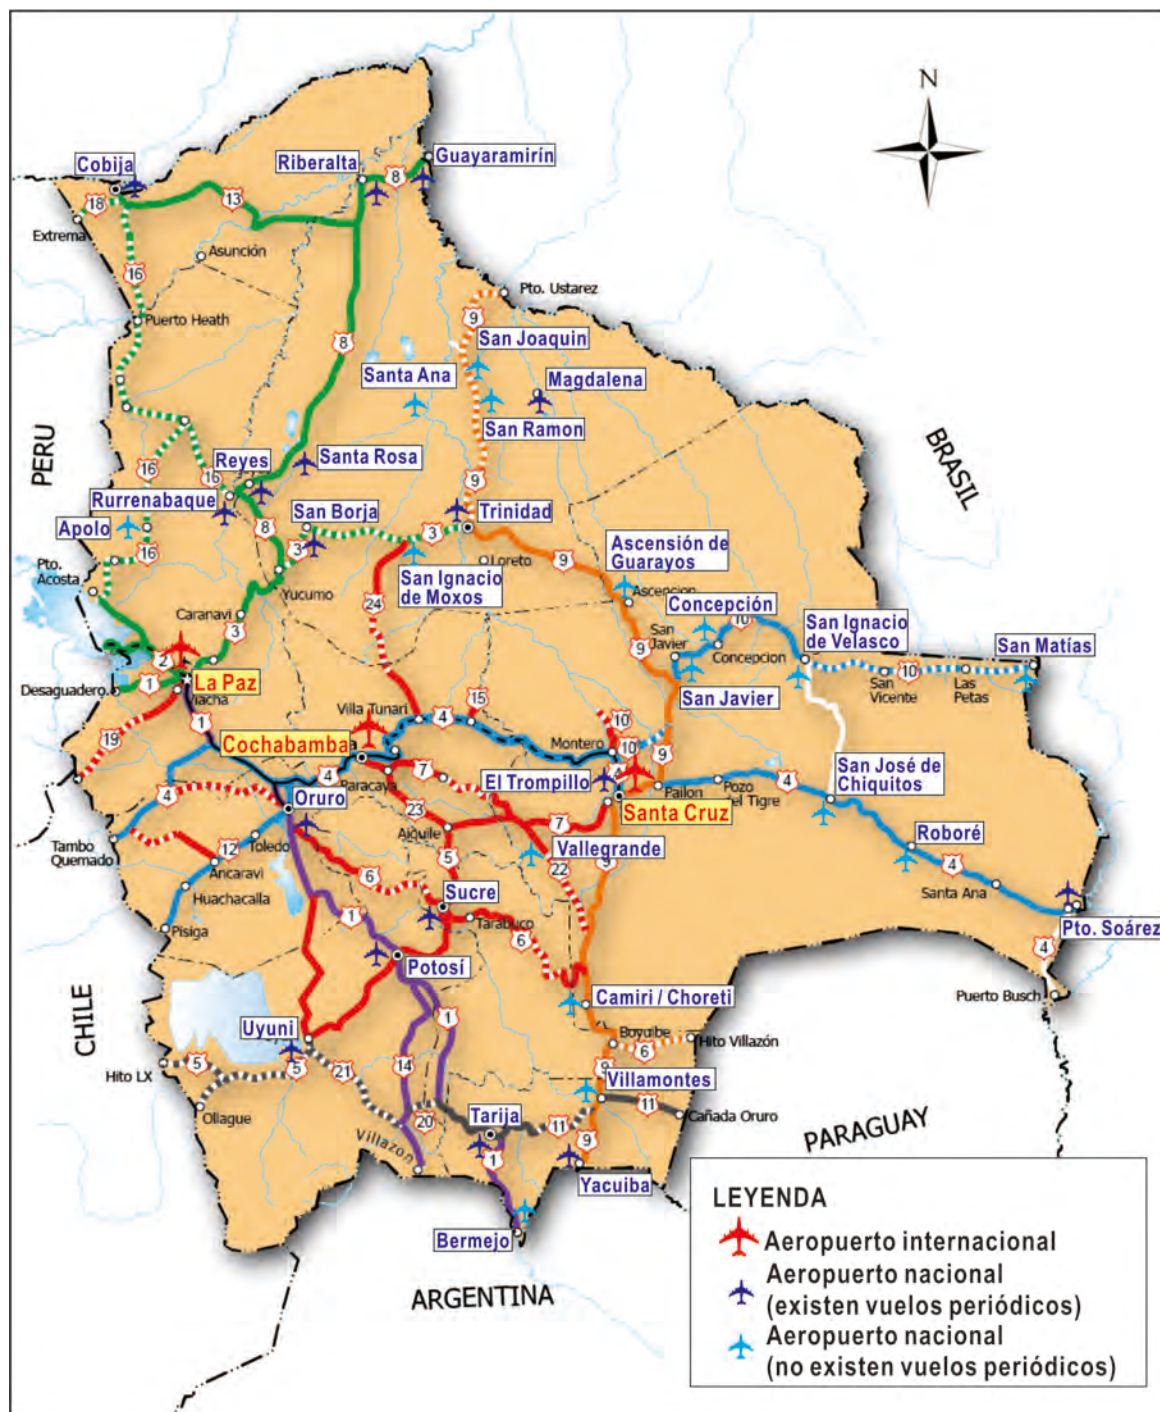 N
Cobija
Riberalta
Guayaramirín
18
13
8
Extrema
Asunción
16
Pto. Ustarez
Puerto Heath
9
8
San Joaquin
Santa Ana
Magdalena
San Ramon
PERU
BRASIL
Reyes
Santa Rosa
16
16
9
Rurrenabaque
San Borja
Trinidad
Apolo
8
3
3
16
9
Ascensión de
Guarayos
Loreto
Pto.
Acosta
San Ignacio
de Moxos
Yucumo
Ascencion
Concepción
24
Caranavi
10
San Ignacio
de Velasco
San
Javier
3
9
Concepcion
San Matías
2
10
La Paz
San
Vicente
Las
Petas
Desaguadero
1
Viacha
San Javier
15
Villa Tunari
1
4
10
19
Cochabamba
Montero
10
9
4
7
El Trompillo
4
San José de
Chiquitos
4
Paracaya
Pailon
Pozo
del Tigre
4
Oruro
23
Santa Cruz
7
Aiquile
Tambo
Quemado
Toledo
12
Vallegrande
Roboré
5
9
Ancaravi
22
4
6
Huachacalla
Sucre
Santa Ana
1
Tarabuco
Pisiga
6
Pto. Soárez
Potosí
4
Camiri / Choreti
Puerto Busch
CHILE
1
Uyuni
Boyuibe
Hito Villazón
6
5
5
21
14
9
Hito LX
Villamontes
11
Ollague
20
Tarija
11
Cañada Oruro
PARAGUAY
Villazon
9
1
Yacuiba
Bermejo
ARGENTINA
LEYENDA
Aeropuerto internacional
Aeropuerto nacional
(existen vuelos periódicos)
Aeropuerto nacional
(no existen vuelos periódicos)